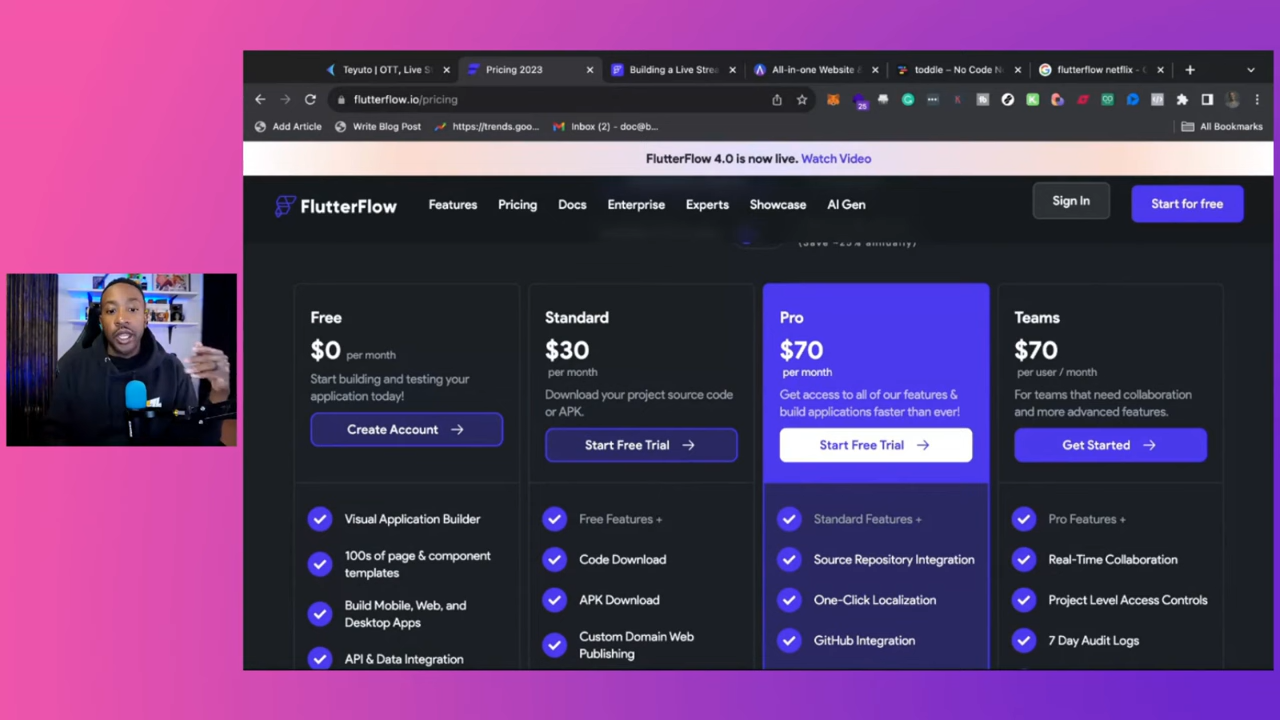 Teyuto | OTT, Live S
Pricing 2023
Building a Live Strea
All-in-one Website &
toddle – No Code N
flutterflow netflix -
flutterflow.io/pricing
25
Add Article
Write Blog Post
https://trends.goo...
Inbox (2) - doc@b...
All Bookmarks
FlutterFlow 4.0 is now live. Watch Video
FlutterFlow
Features
Pricing
Docs
Enterprise
Experts
Showcase
AI Gen
Sign In
Start for free
(Save ~25% annually)
Free
$0 per month
Start building and testing your
application today!
Create Account
Visual Application Builder
100s of page & component
templates
Build Mobile, Web, and
Desktop Apps
API & Data Integration
Standard
$30
per month
Download your project source code
or APK.
Start Free Trial
Free Features +
Code Download
APK Download
Custom Domain Web
Publishing
Pro
$70
per month
Get access to all of our features &
build applications faster than ever!
Start Free Trial
Standard Features +
Source Repository Integration
One-Click Localization
GitHub Integration
Teams
$70
per user / month
For teams that need collaboration
and more advanced features.
Get Started
Pro Features +
Real-Time Collaboration
Project Level Access Controls
7 Day Audit Logs